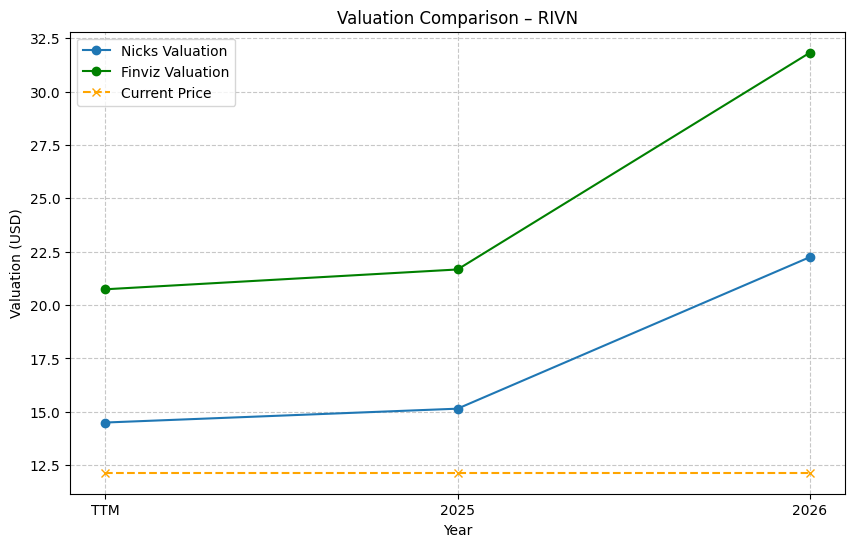 Valuation Comparison – RIVN
Nicks Valuation
Finviz Valuation
Current Price
Valuation (USD)
32.5
30.0
27.5
25.0
22.5
20.0
17.5
15.0
12.5
TTM 2025 2026
Year